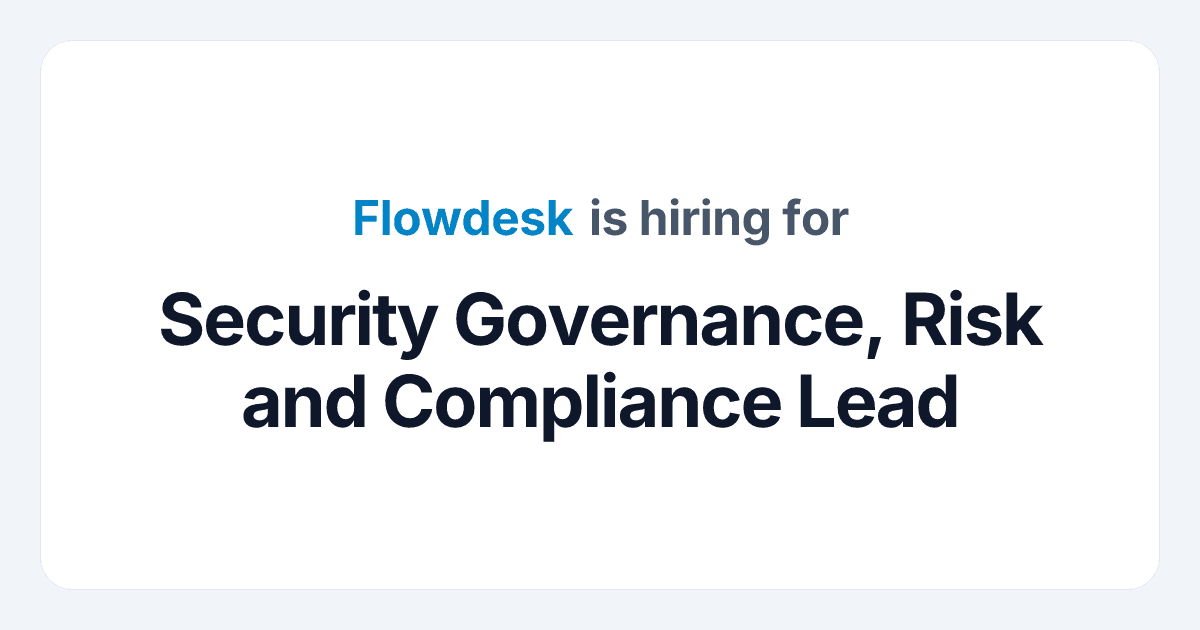 Flowdesk is hiring for
Security Governance, Risk
and Compliance Lead